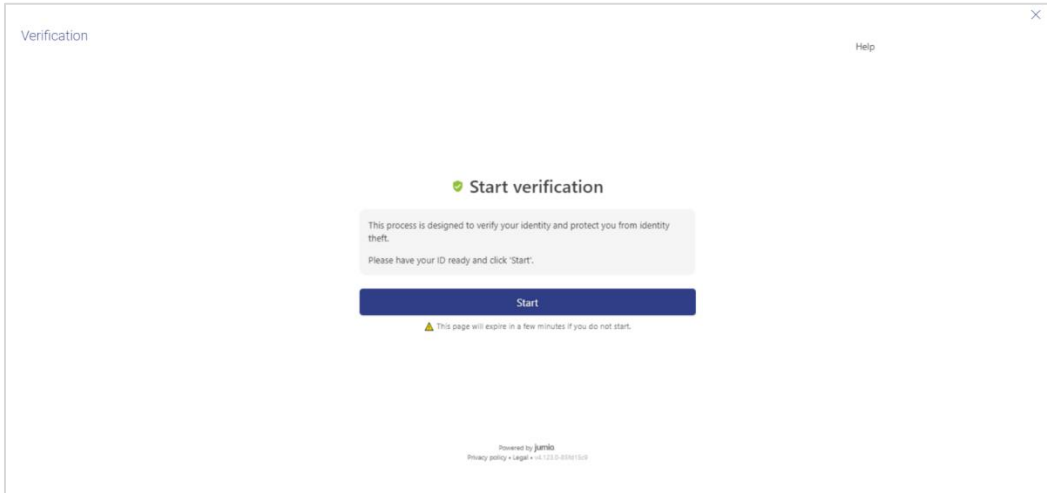 Verification
Help
Start verification
This process is designed to verify your identity and protect you from identity
theft.
Please have your ID ready and click 'Start'.
Start
This page will expire in a few minutes if you do not start.
Powered by jumio
Privacy policy • Legal •